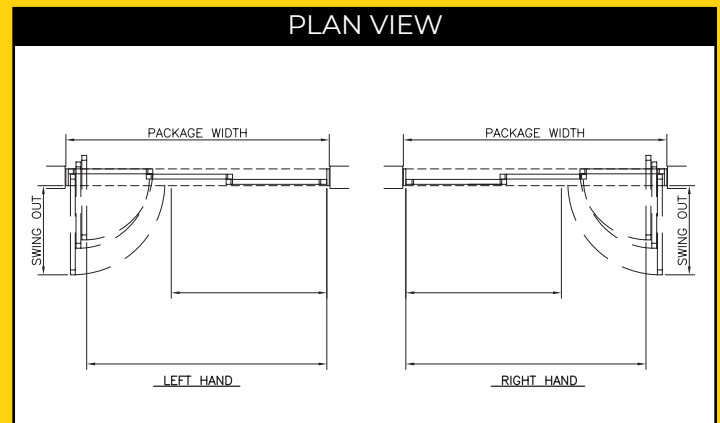 PLAN VIEW
PACKAGE WIDTH
PACKAGE WIDTH
SWING OUT
SWING OUT
LEFT HAND
RIGHT HAND